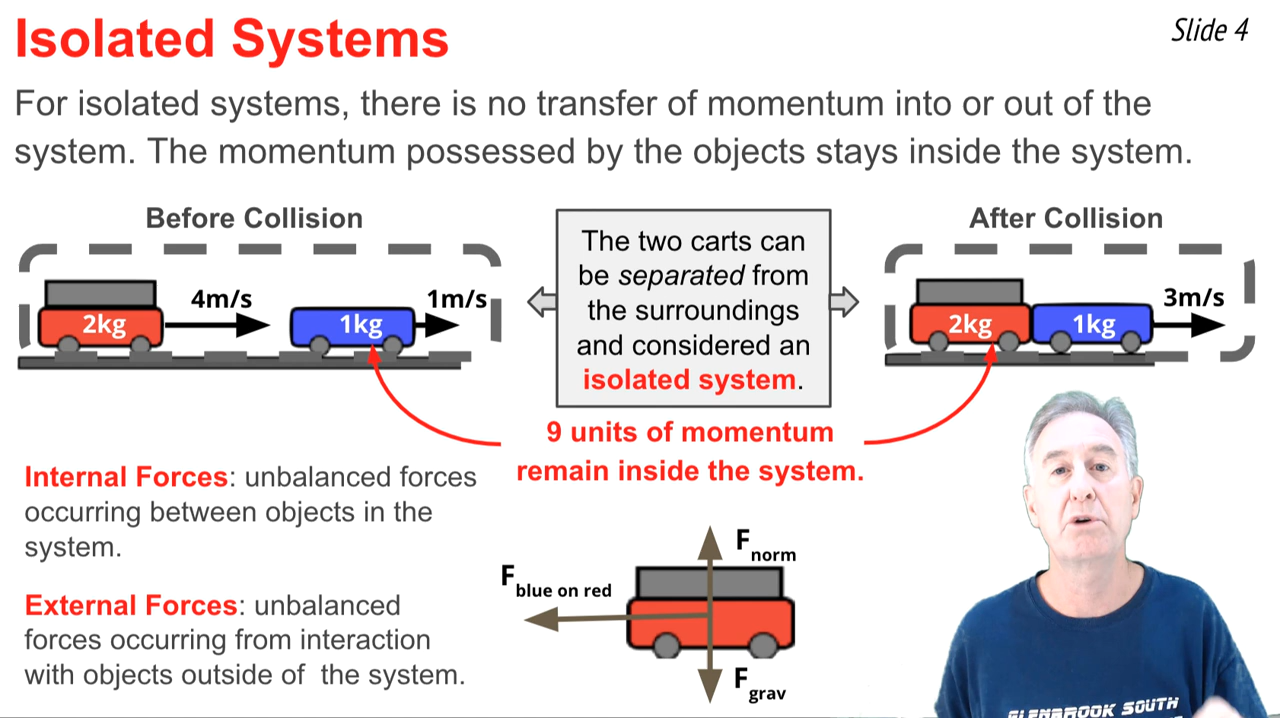 Isolated Systems
Slide 4
For isolated systems, there is no transfer of momentum into or out of the
system. The momentum possessed by the objects stays inside the system.
Before Collision
4m/s
1m/s
2kg
1kg
The two carts can
be separated from
the surroundings
and considered an
isolated system.
After Collision
3m/s
2kg
1kg
9 units of momentum
remain inside the system.
Internal Forces: unbalanced forces
occurring between objects in the
system.
External Forces: unbalanced
forces occurring from interaction
with objects outside of the system.
F norm
F blue on red
F grav
GLENBROOK SOUTH